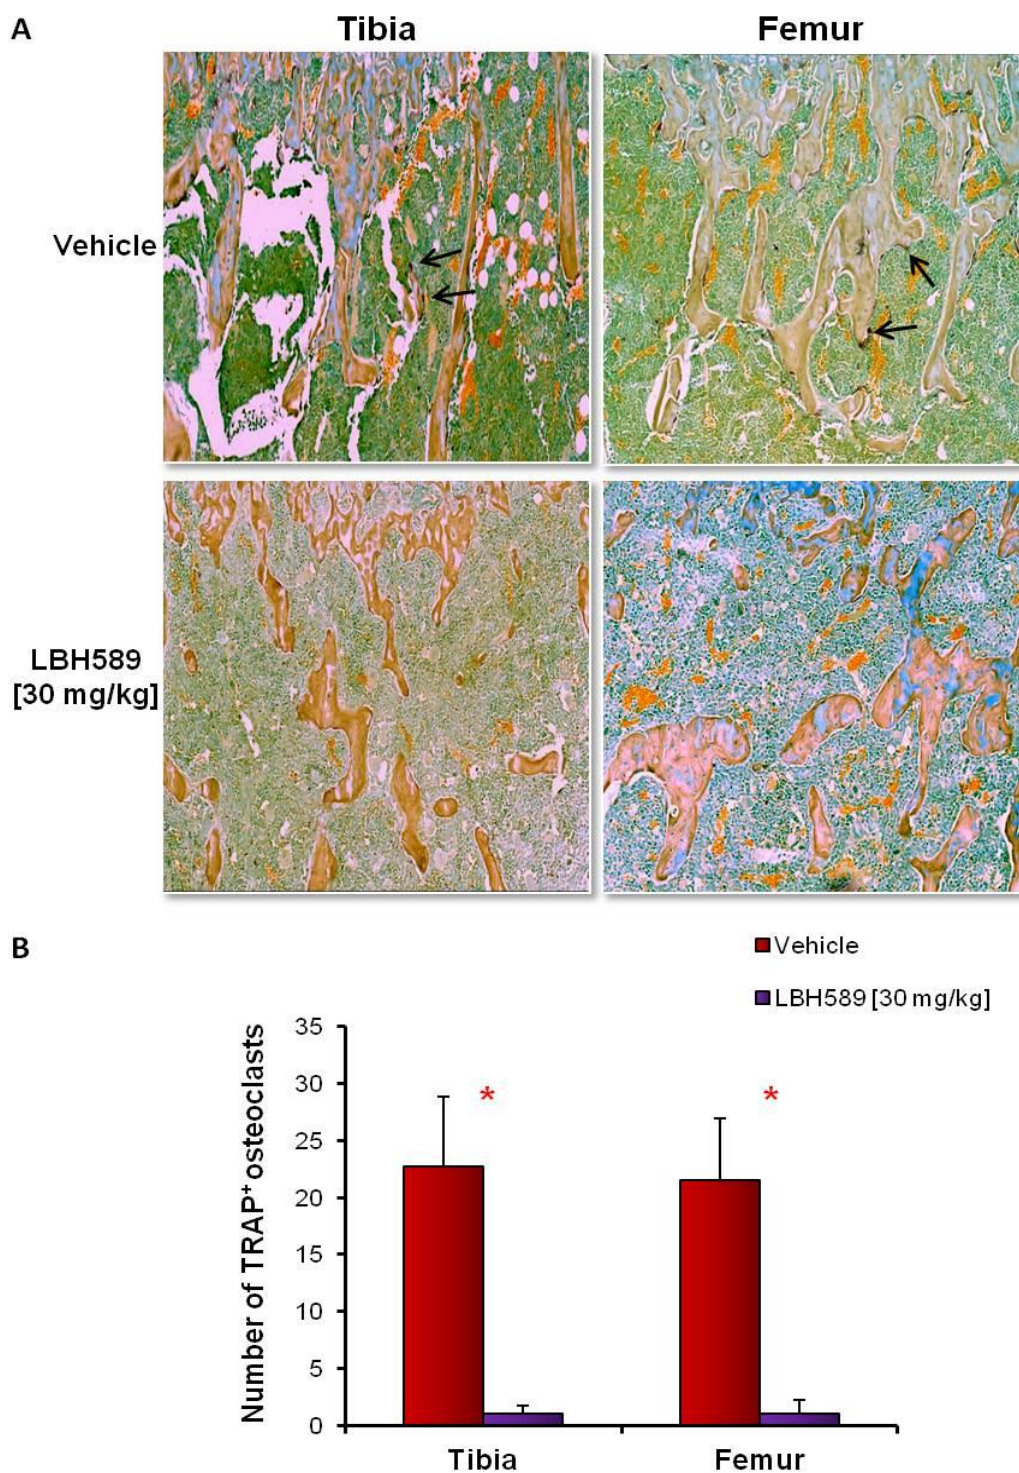 A
Tibia
Femur
Vehicle
LBH589
[30 mg/kg]
B
Vehicle
LBH589 [30 mg/kg]
Number of TRAP⁺ osteoclasts
35
30
25
20
15
10
5
0
*
*
Tibia
Femur